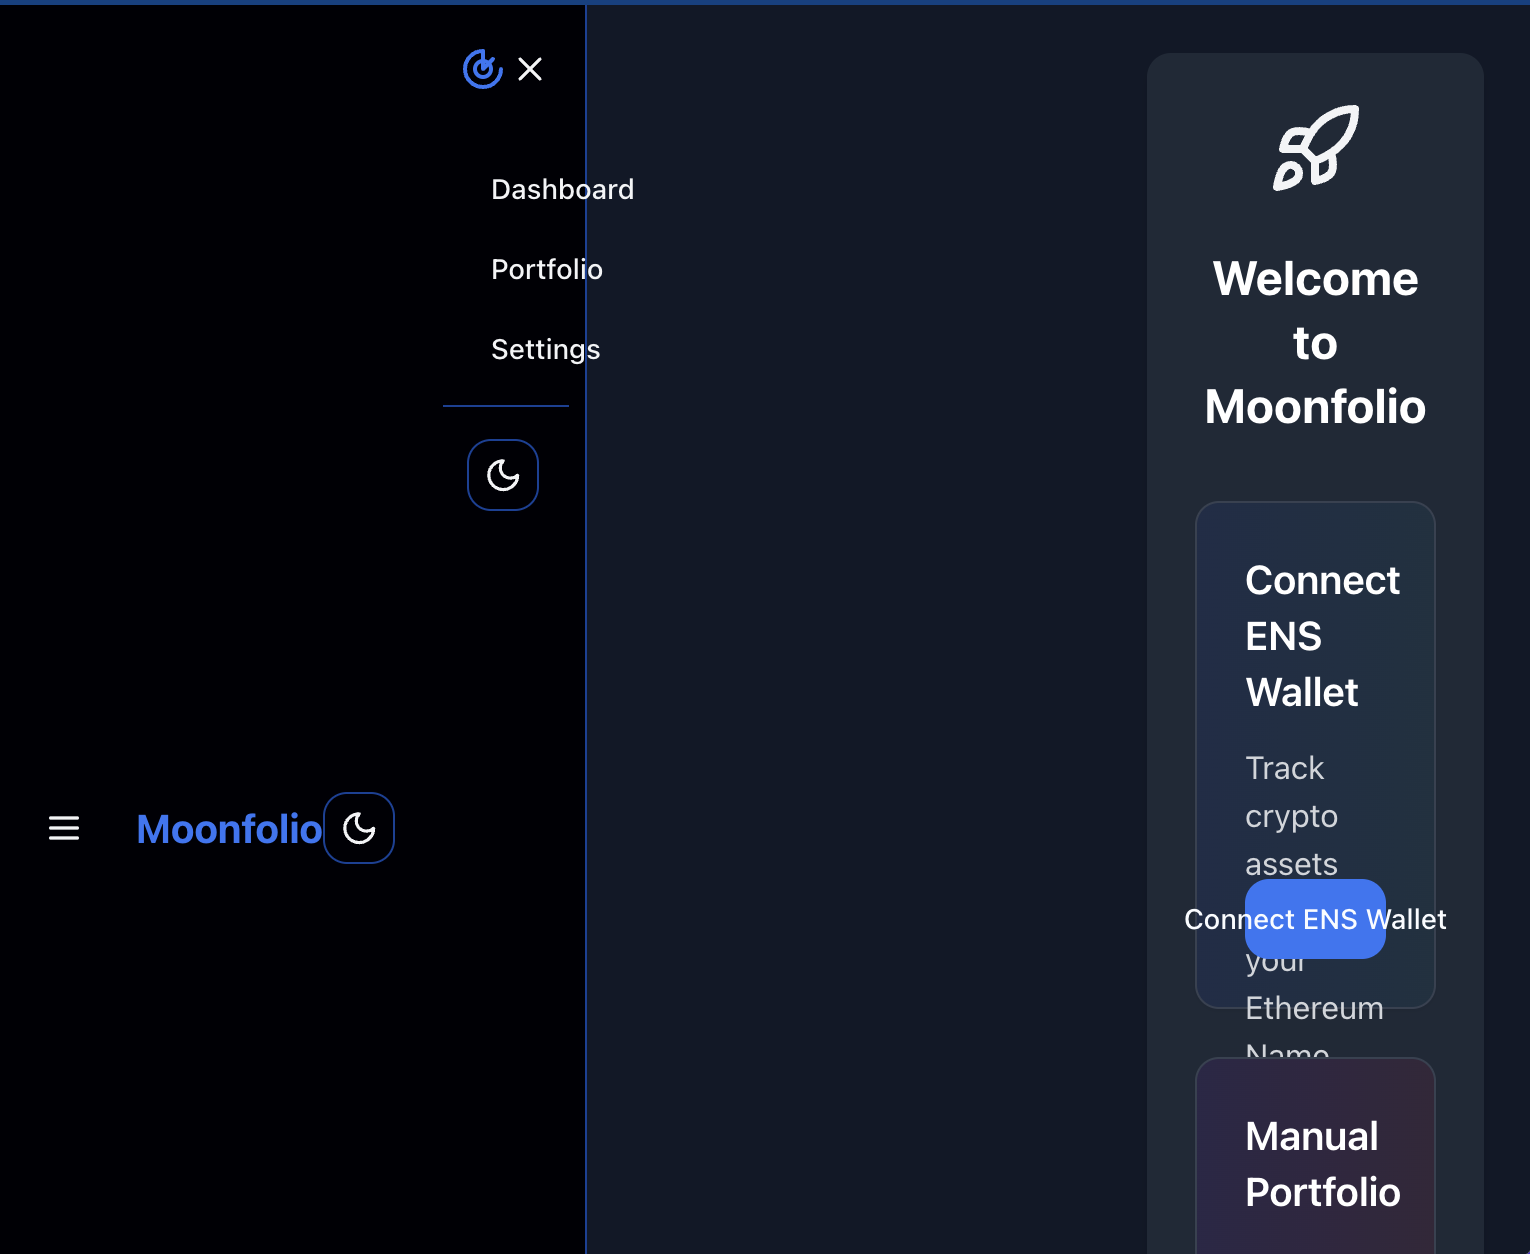 Dashboard
Portfolio
Settings
Moonfolio
Welcome
to
Moonfolio
Connect
ENS
Wallet
Track
crypto
assets
Connect ENS Wallet
your
Ethereum
Name
Manual
Portfolio